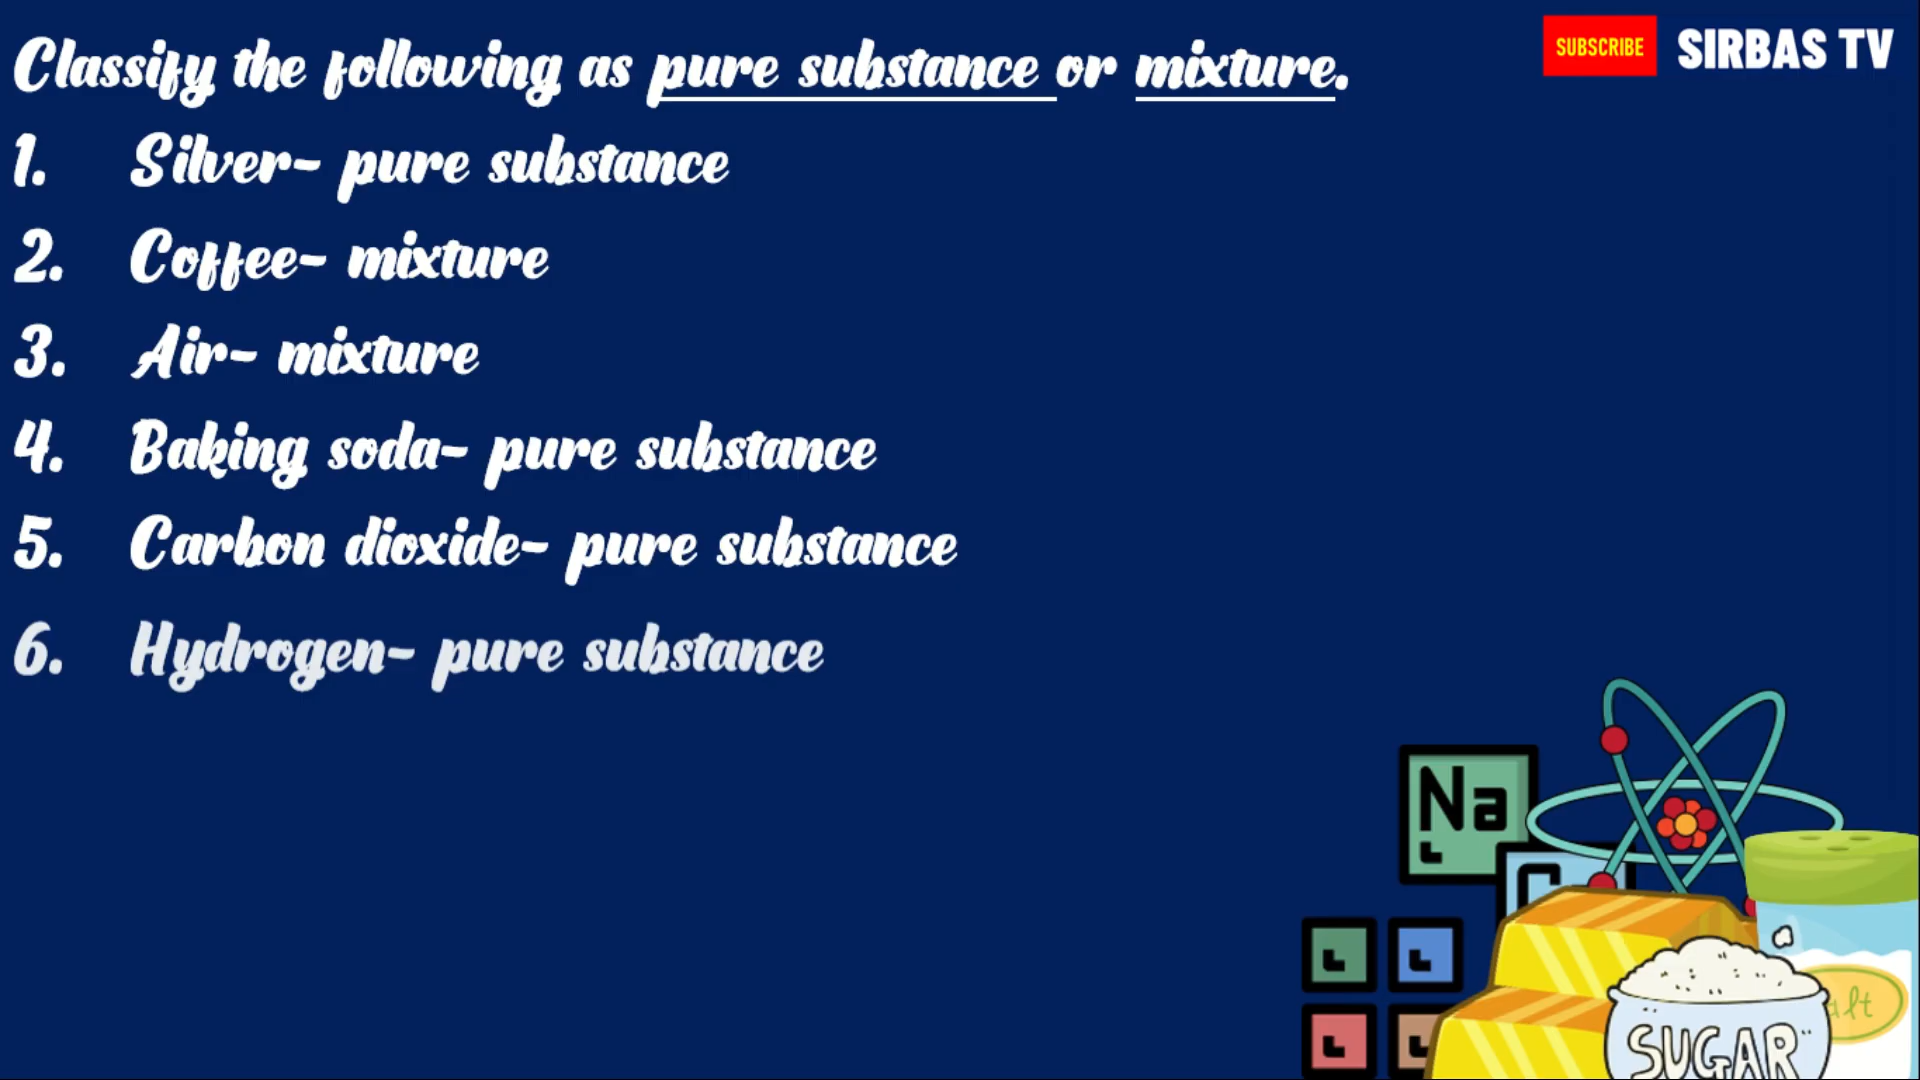 Classify the following as pure substance or mixture.
SUBSCRIBE
SIRBAS TV
1. Silver- pure substance
2. Coffee- mixture
3. Air- mixture
4. Baking soda- pure substance
5. Carbon dioxide- pure substance
6. Hydrogen- pure substance
Na
SUGAR